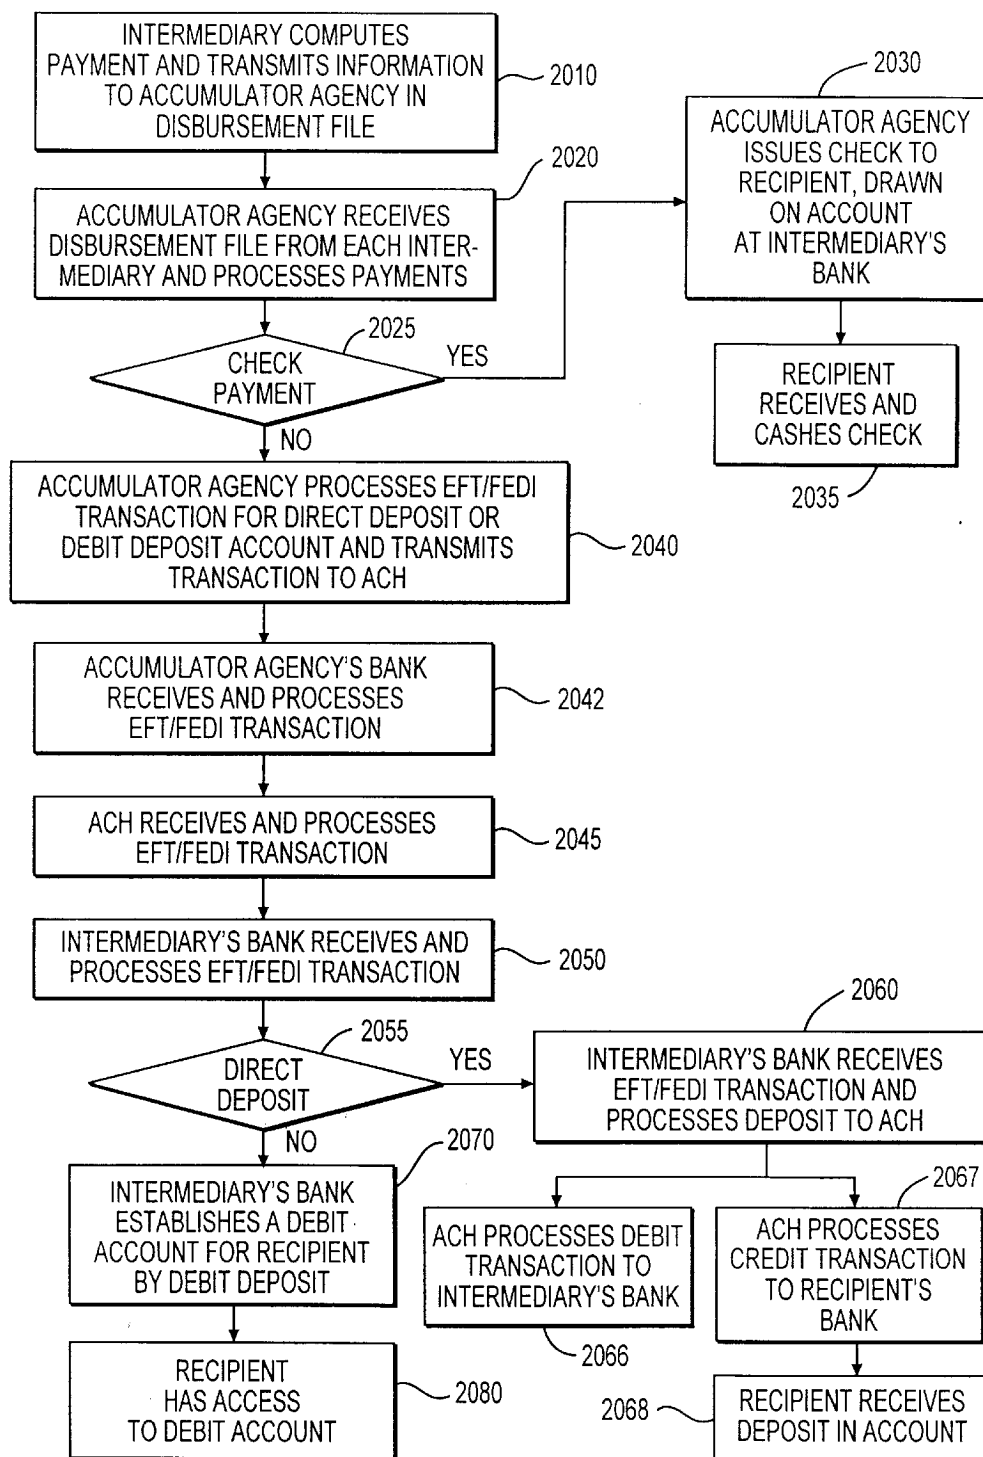 INTERMEDIARY COMPUTES
PAYMENT AND TRANSMITS INFORMATION
TO ACCUMULATOR AGENCY IN
DISBURSEMENT FILE
2010
2020
ACCUMULATOR AGENCY RECEIVES
DISBURSEMENT FILE FROM EACH INTER-
MEDIARY AND PROCESSES PAYMENTS
2025
CHECK
PAYMENT
YES
NO
2030
ACCUMULATOR AGENCY
ISSUES CHECK TO
RECIPIENT, DRAWN
ON ACCOUNT
AT INTERMEDIARY'S
BANK
RECIPIENT
RECEIVES AND
CASHES CHECK
2035
ACCUMULATOR AGENCY PROCESSES EFT/FEDI
TRANSACTION FOR DIRECT DEPOSIT OR
DEBIT DEPOSIT ACCOUNT AND TRANSMITS
TRANSACTION TO ACH
2040
ACCUMULATOR AGENCY'S BANK
RECEIVES AND PROCESSES
EFT/FEDI TRANSACTION
2042
ACH RECEIVES AND PROCESSES
EFT/FEDI TRANSACTION
2045
INTERMEDIARY'S BANK RECEIVES AND
PROCESSES EFT/FEDI TRANSACTION
2050
2055
DIRECT
DEPOSIT
YES
NO
2060
INTERMEDIARY'S BANK RECEIVES
EFT/FEDI TRANSACTION AND
PROCESSES DEPOSIT TO ACH
2070
INTERMEDIARY'S BANK
ESTABLISHES A DEBIT
ACCOUNT FOR RECIPIENT
BY DEBIT DEPOSIT
ACH PROCESSES DEBIT
TRANSACTION TO
INTERMEDIARY'S BANK
2066
2067
ACH PROCESSES
CREDIT TRANSACTION
TO RECIPIENT'S
BANK
RECIPIENT
HAS ACCESS
TO DEBIT ACCOUNT
2080
2068
RECIPIENT RECEIVES
DEPOSIT IN ACCOUNT